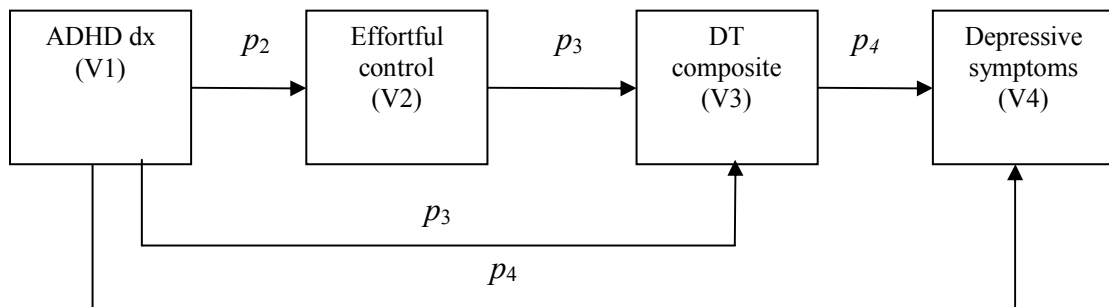 ADHD dx
(V1)
p2
Effortful
control
(V2)
p3
DT
composite
(V3)
p4
Depressive
symptoms
(V4)
p3
p4